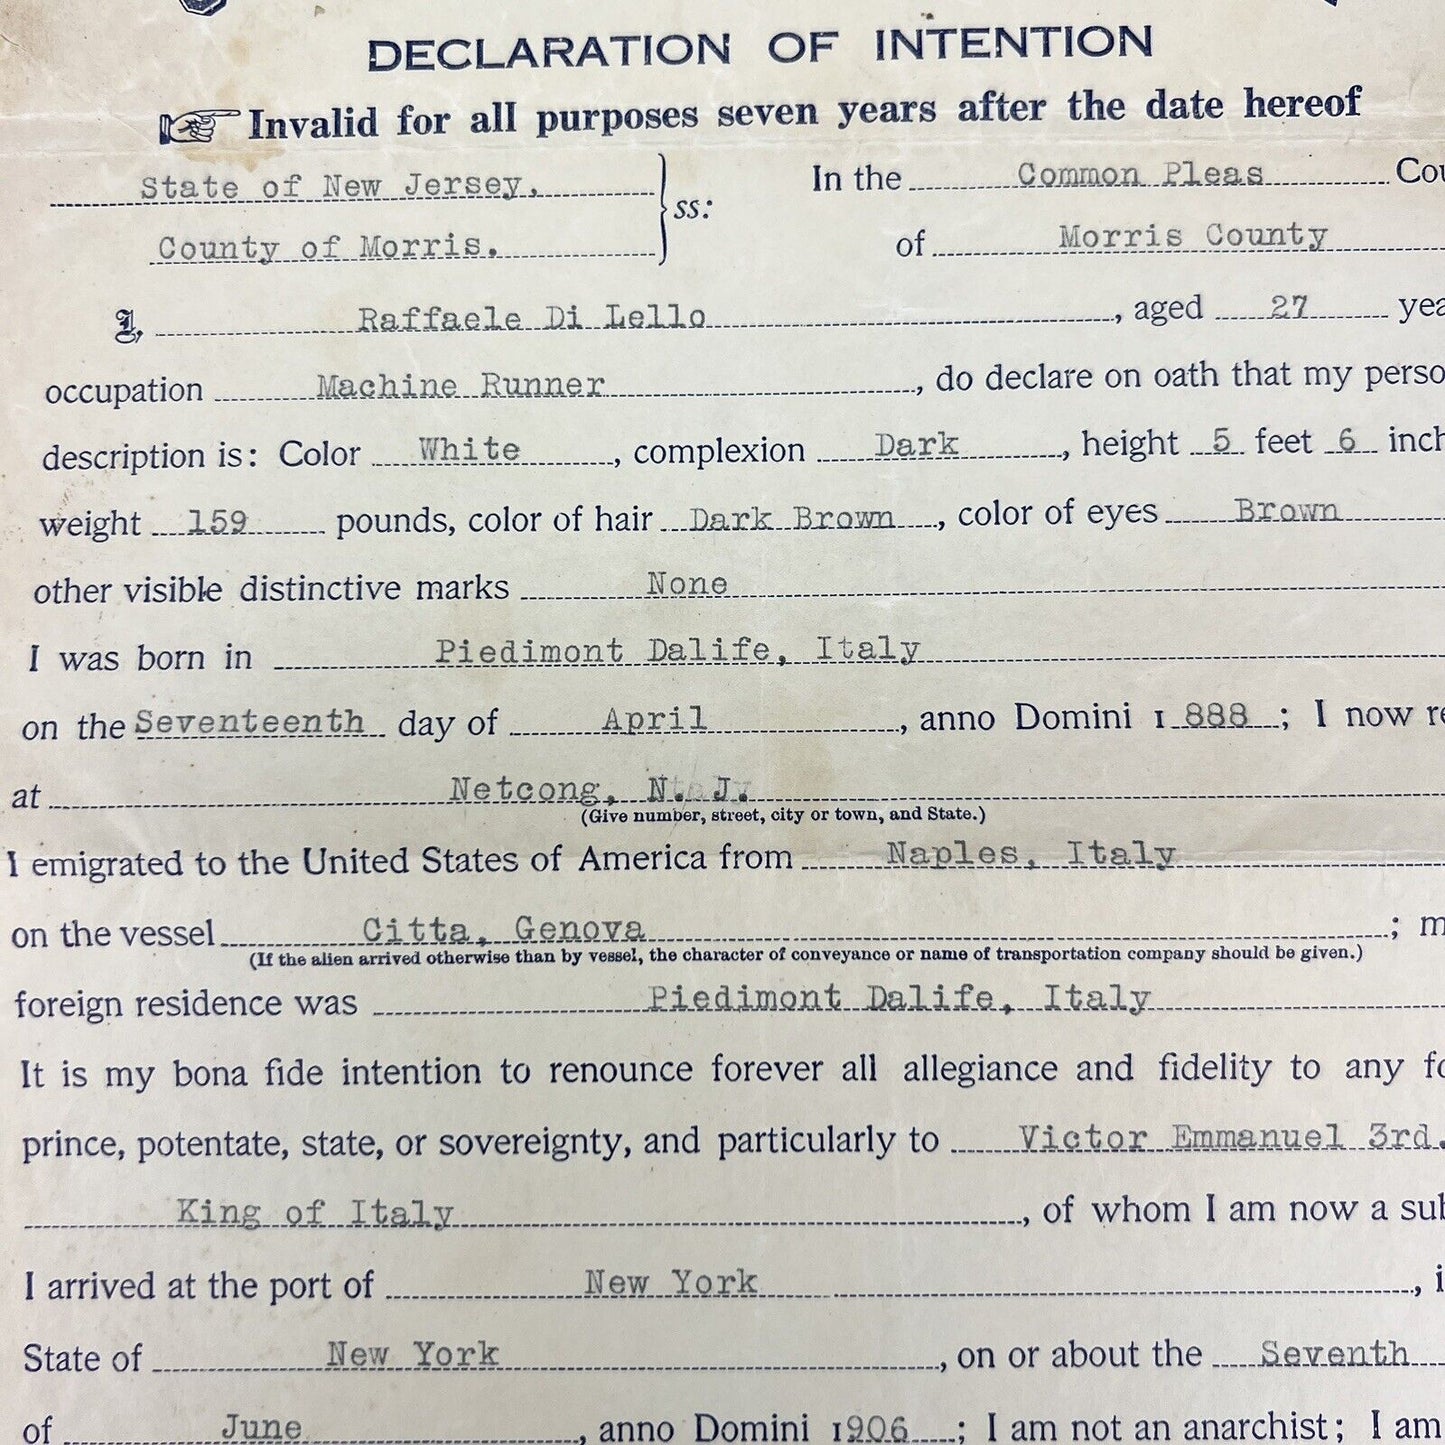 DECLARATION OF INTENTION
Invalid for all purposes seven years after the date hereof
State of New Jersey, ss: In the Common Pleas Cou
County of Morris. of Morris County
I, Raffaele Di Lello, aged 27 yea
occupation Machine Runner, do declare on oath that my perso
description is: Color White, complexion Dark, height 5 feet 6 inch
weight 159 pounds, color of hair Dark Brown, color of eyes Brown
other visible distinctive marks None
I was born in Piedimont Dalife, Italy
on the Seventeenth day of April, anno Domini 1 888; I now re
at Netcong, N. J.
(Give number, street, city or town, and State.)
I emigrated to the United States of America from Naples, Italy
on the vessel Citta, Genova; m
(If the alien arrived otherwise than by vessel, the character of conveyance or name of transportation company should be given.)
foreign residence was Piedimont Dalife, Italy
It is my bona fide intention to renounce forever all allegiance and fidelity to any fo
prince, potentate, state, or sovereignty, and particularly to Victor Emmanuel 3rd.
King of Italy, of whom I am now a sub
I arrived at the port of New York, i
State of New York, on or about the Seventh
of June, anno Domini 1906; I am not an anarchist; I am